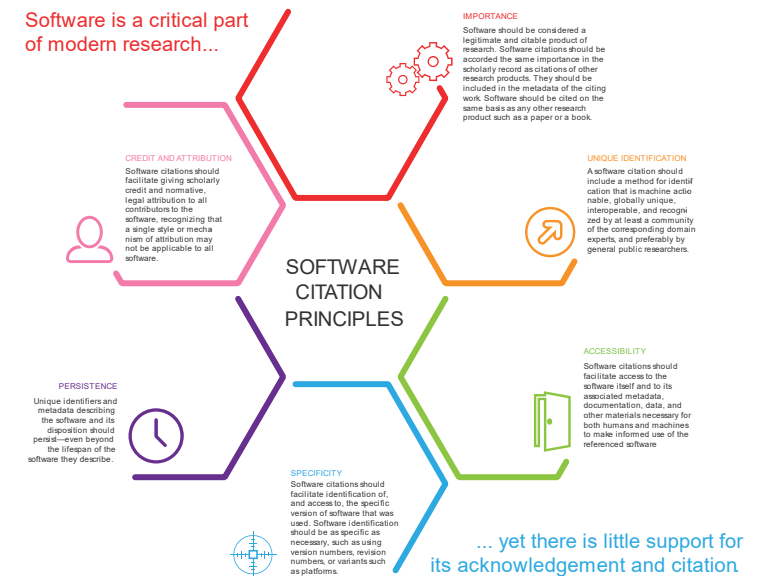 Software is a critical part
of modern research...
IMPORTANCE
Software should be considered a
legitimate and citable product of
research. Software citations should be
accorded the same importance in the
scholarly record as citations of other
research products. They should be
included in the metadata of the citing
work. Software should be cited on the
same basis as any other research
product such as a paper or a book.
CREDIT AND ATTRIBUTION
Software citations should
facilitate giving scholarly
credit and normative,
legal attribution to all
contributors to the
software, recognizing that
a single style or mecha
nism of attribution may
not be applicable to all
software.
UNIQUE IDENTIFICATION
A software citation should
include a method for identif
cation that is machine actio
nable, globally unique,
interoperable, and recogni
zed by at least a community
of the corresponding domain
experts, and preferably by
general public researchers.
SOFTWARE
CITATION
PRINCIPLES
PERSISTENCE
Unique identifiers and
metadata describing
the software and its
disposition should
persist—even beyond
the lifespan of the
software they describe.
ACCESSIBILITY
Software citations should
facilitate access to the
software itself and to its
associated metadata,
documentation, data, and
other materials necessary for
both humans and machines
to make informed use of the
referenced software
SPECIFICITY
Software citations should
facilitate identification of,
and access to, the specific
version of software that was
used. Software identification
should be as specific as
necessary, such as using
version numbers, revision
numbers, or variants such
as platforms.
... yet there is little support for
its acknowledgement and citation.